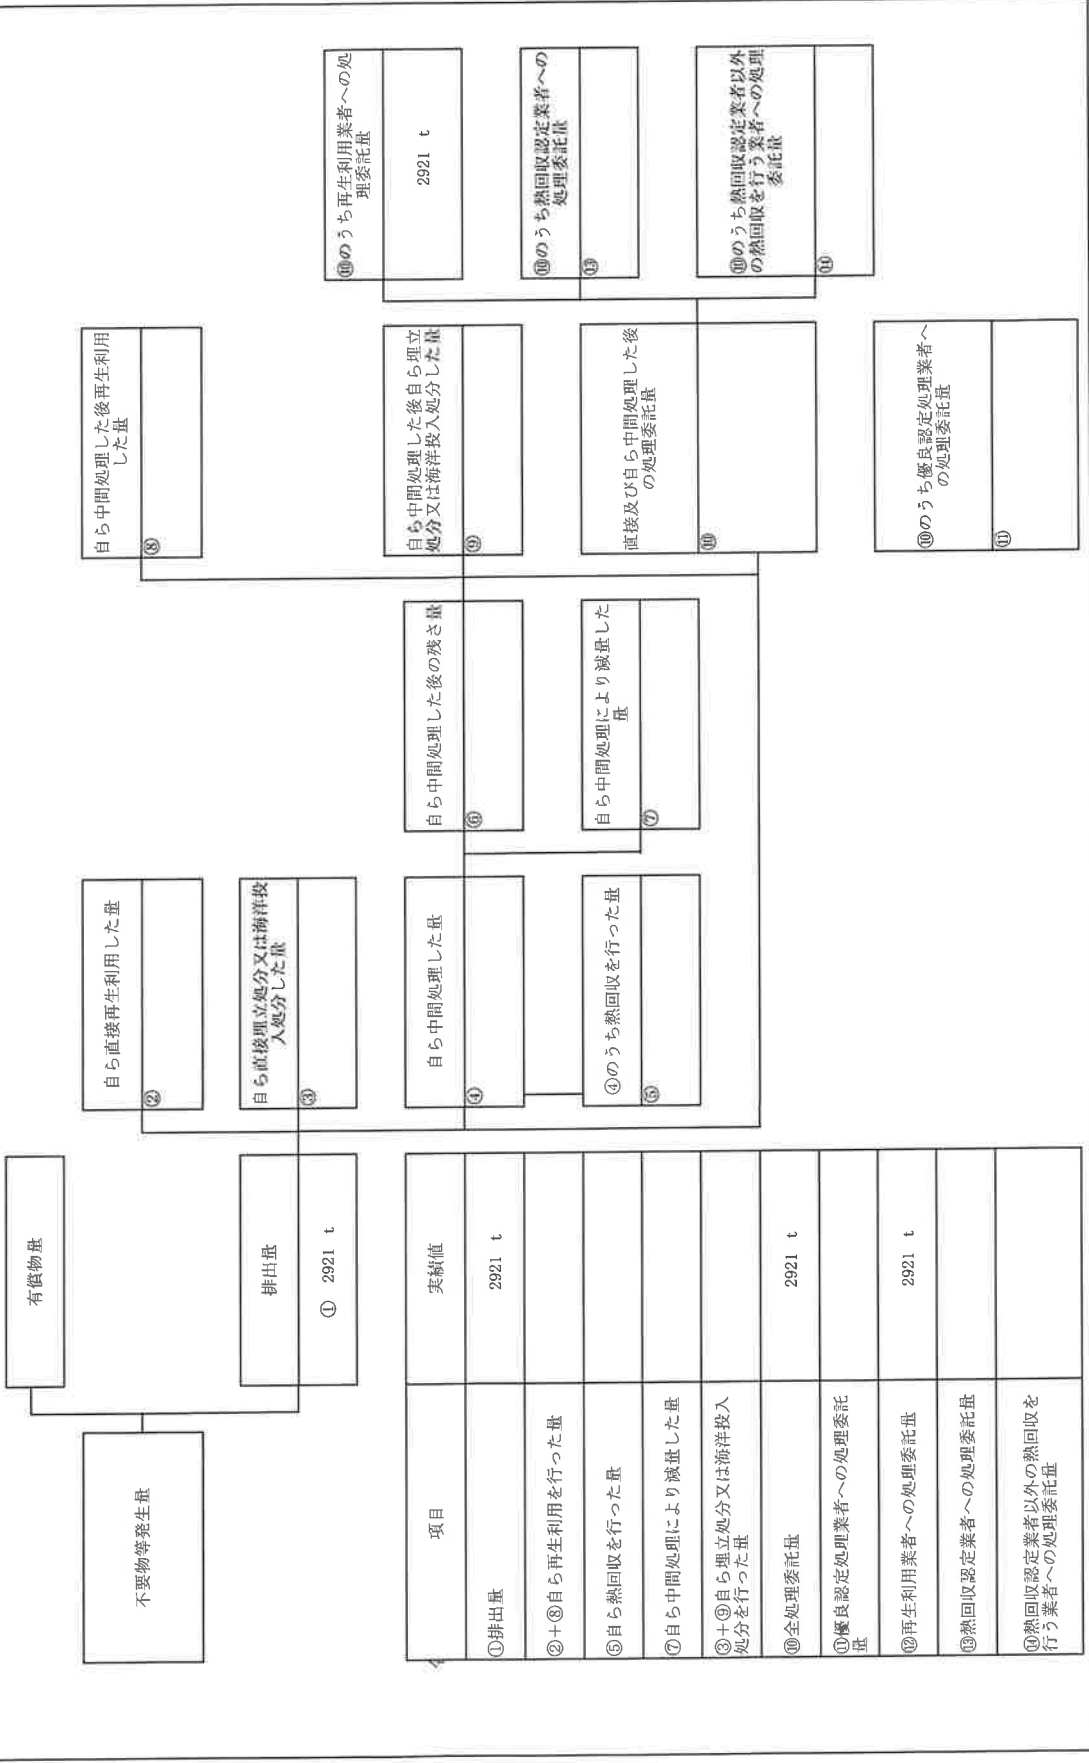 有償物量
不要物等発生量
排出量
① 2921 t
自ら直接再生利用した量
②
自ら直接埋立処分又は海洋投
入処分した量
③
自ら中間処理した量
④
④のうち熱回収を行った量
⑤
自ら中間処理した後の残さ量
⑥
自ら中間処理により減量した
量
⑦
自ら中間処理した後再生利用
した量
⑧
自ら中間処理した後自ら埋立
処分又は海洋投入処分した量
⑨
直接及び自ら中間処理した後
の処理委託量
⑩
⑩のうち優良認定処理業者へ
の処理委託量
⑪
⑩のうち再生利用業者への処
理委託量
2921 t
⑩のうち熱回収認定業者への
処理委託量
⑬
⑩のうち熱回収認定業者以外
の熱回収を行う業者への処理
委託量
⑭
項目 実績値
①排出量 2921 t
②+⑧自ら再生利用を行った量
⑤自ら熱回収を行った量
⑦自ら中間処理により減量した量
③+⑨自ら埋立処分又は海洋投入
処分を行った量
⑩全処理委託量 2921 t
⑪優良認定処理業者への処理委託
量
⑫再生利用業者への処理委託量 2921 t
⑬熱回収認定業者への処理委託量
⑭熱回収認定業者以外の熱回収を
行う業者への処理委託量